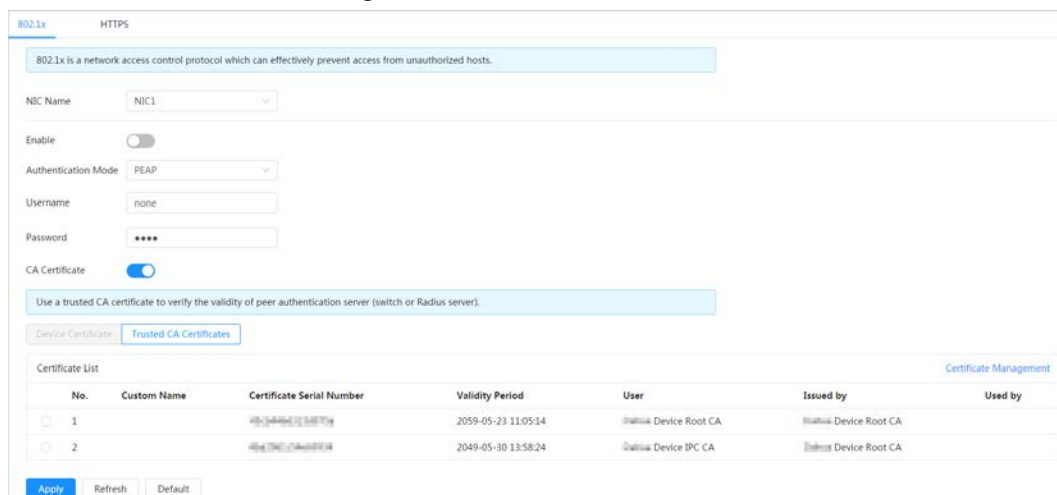 802.1x HTTPS
802.1x is a network access control protocol which can effectively prevent access from unauthorized hosts.
NIC Name NIC1
Enable
Authentication Mode PEAP
Username none
Password ••••
CA Certificate
Use a trusted CA certificate to verify the validity of peer authentication server (switch or Radius server).
Device Certificate Trusted CA Certificates
Certificate List Certificate Management
No. Custom Name Certificate Serial Number Validity Period User Issued by Used by
1 2059-05-23 11:05:14 Device Root CA Device Root CA
2 2049-05-30 13:58:24 Device IPC CA Device Root CA
Apply Refresh Default